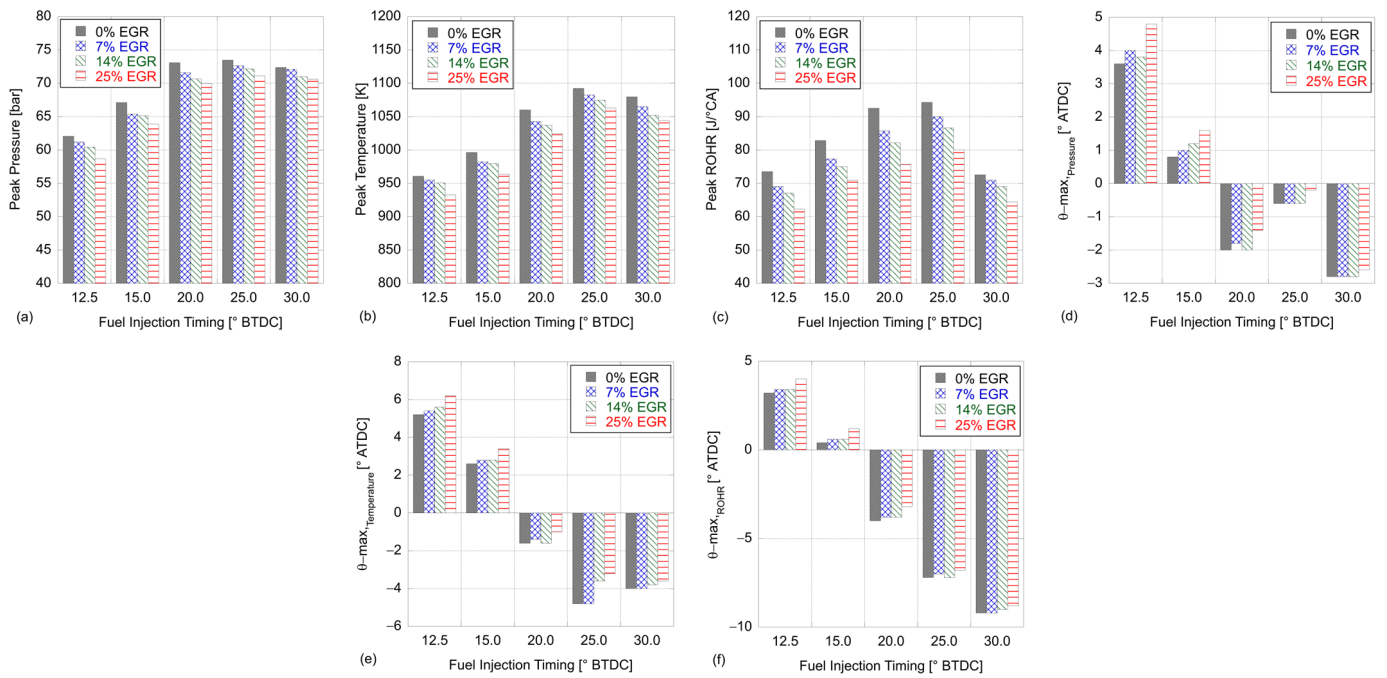 Peak Pressure [bar]
80
75
70
65
60
55
50
45
40
0% EGR
7% EGR
14% EGR
25% EGR
12.5 15.0 20.0 25.0 30.0
(a) Fuel Injection Timing [° BTDC]
Peak Temperature [K]
1200
1150
1100
1050
1000
950
900
850
800
0% EGR
7% EGR
14% EGR
25% EGR
12.5 15.0 20.0 25.0 30.0
(b) Fuel Injection Timing [° BTDC]
Peak ROHR [J/°CA]
120
110
100
90
80
70
60
50
40
0% EGR
7% EGR
14% EGR
25% EGR
12.5 15.0 20.0 25.0 30.0
(c) Fuel Injection Timing [° BTDC]
θ−max,Pressure [° ATDC]
5
4
3
2
1
0
−1
−2
−3
0% EGR
7% EGR
14% EGR
25% EGR
12.5 15.0 20.0 25.0 30.0
(d) Fuel Injection Timing [° BTDC]
θ−max,Temperature [° ATDC]
8
6
4
2
0
−2
−4
−6
0% EGR
7% EGR
14% EGR
25% EGR
12.5 15.0 20.0 25.0 30.0
(e) Fuel Injection Timing [° BTDC]
θ−max,ROHR [° ATDC]
5
0
−5
−10
0% EGR
7% EGR
14% EGR
25% EGR
12.5 15.0 20.0 25.0 30.0
(f) Fuel Injection Timing [° BTDC]